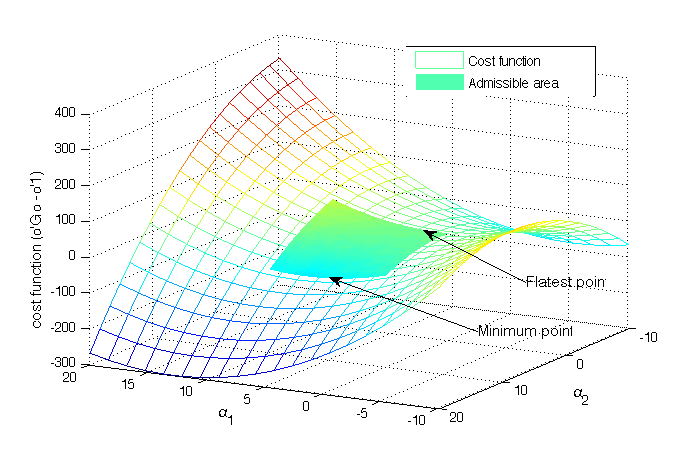 Cost function
Admissible area
400
300
200
100
0
-100
-200
-300
cost function (α'Gα - α'1)
Flatest poin
Minimum point
20
15
10
5
0
-5
-10
α1
20
10
0
-10
α2